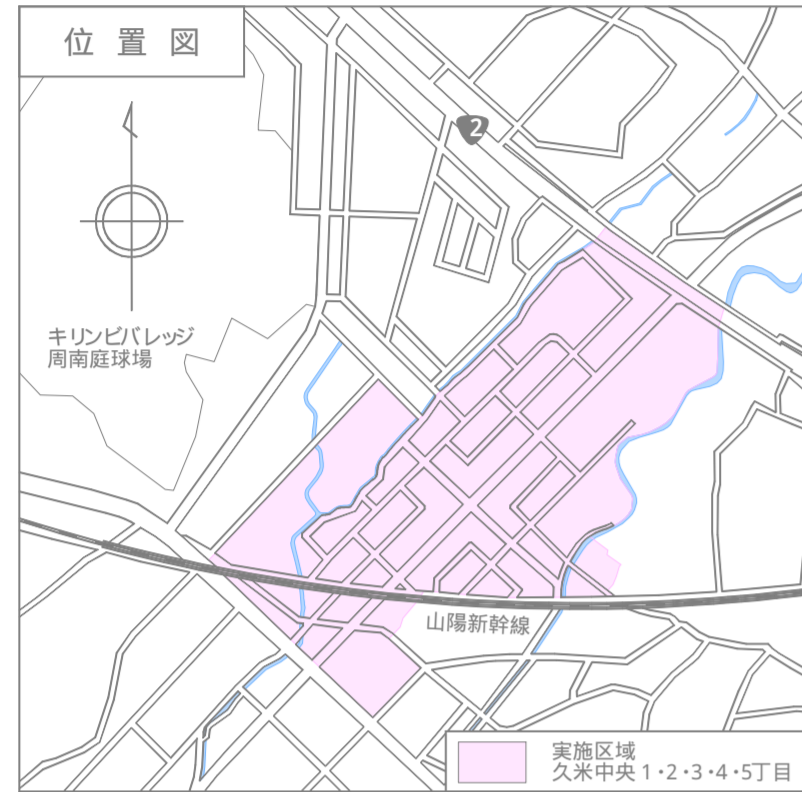 位置図
2
キリンビバレッジ
周南庭球場
山陽新幹線
実施区域
久米中央1・2・3・4・5丁目